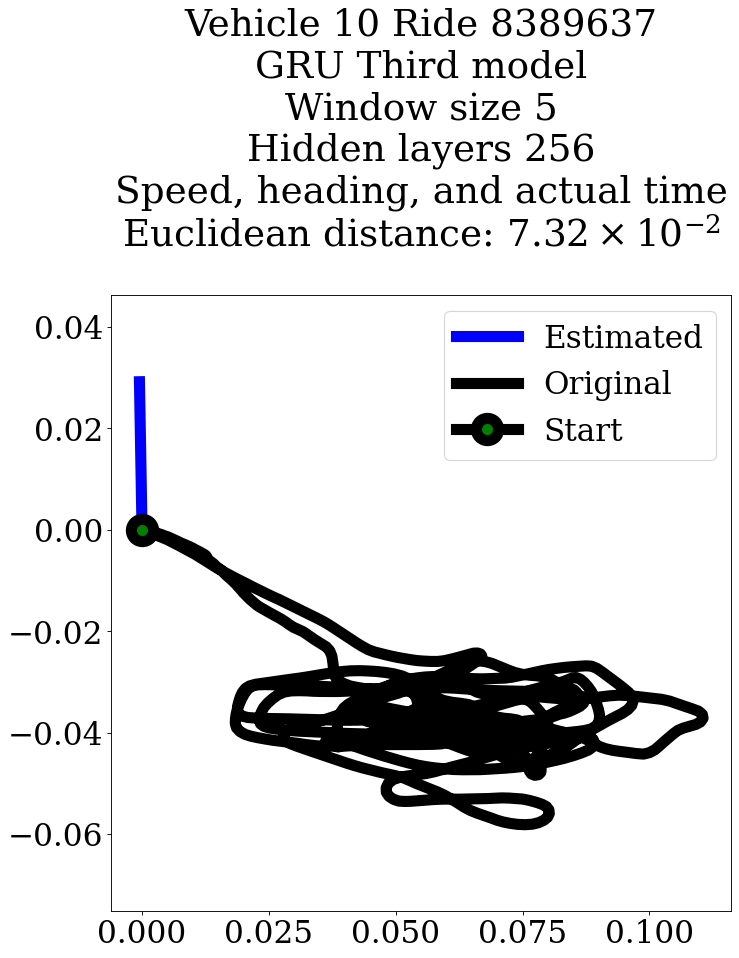 Vehicle 10 Ride 8389637
GRU Third model
Window size 5
Hidden layers 256
Speed, heading, and actual time
Euclidean distance: 7.32 × 10⁻²
0.04
0.02
0.00
−0.02
−0.04
−0.06
Estimated
Original
Start
0.000 0.025 0.050 0.075 0.100